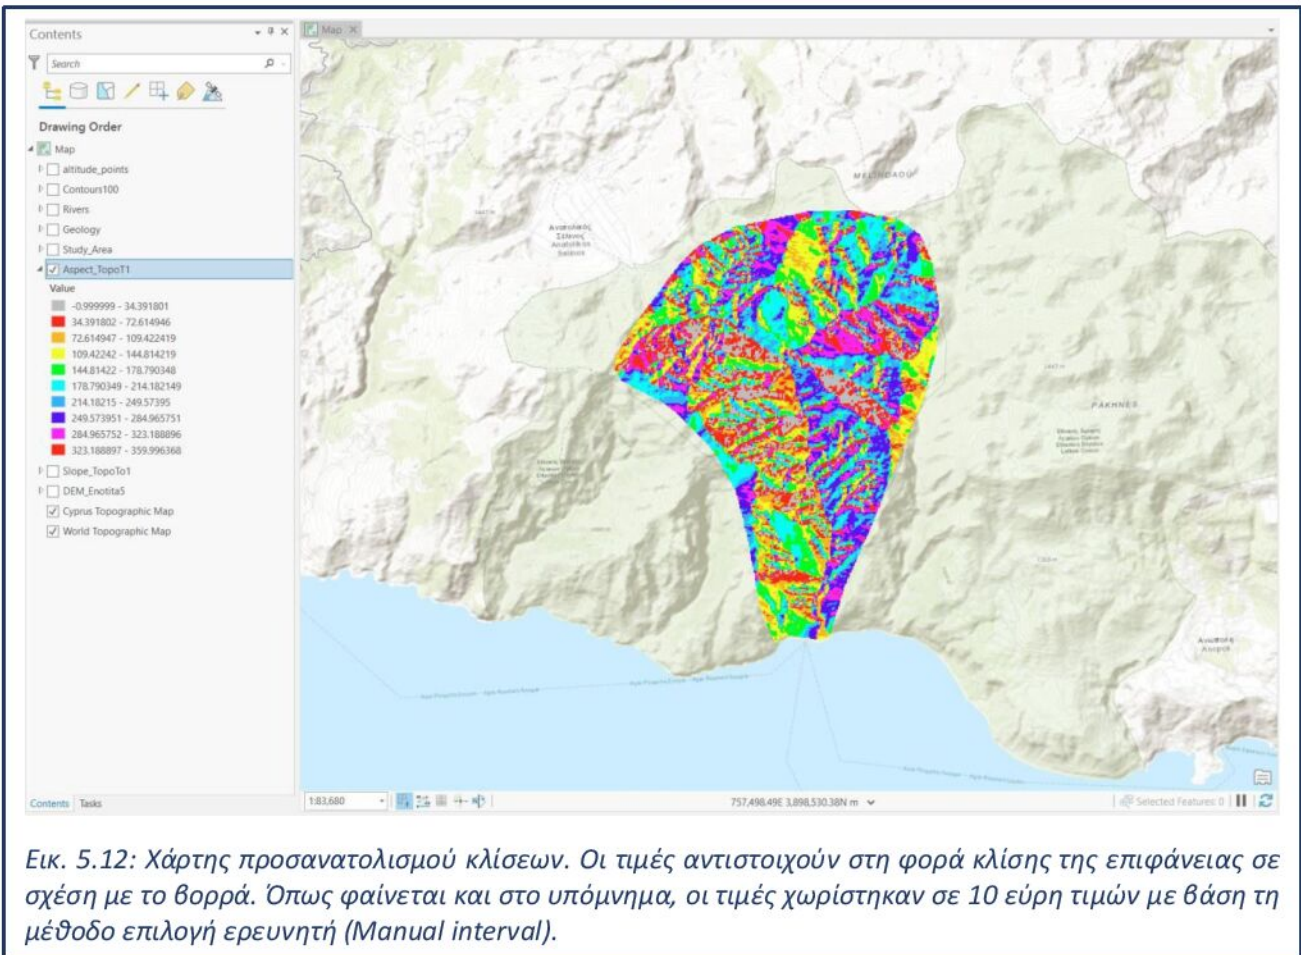 Contents
Map
Search
Drawing Order
Map
altitude_points
Contours100
Rivers
Geology
Study_Area
Aspect_TopoT1
Value
-0.999999 - 34.391801
34.391802 - 72.614946
72.614947 - 109.422419
109.42242 - 144.814219
144.81422 - 178.790348
178.790349 - 214.182149
214.18215 - 249.57395
249.573951 - 284.965751
284.965752 - 323.188896
323.188897 - 359.996368
Slope_TopoTo1
DEM_Enotita5
Cyprus Topographic Map
World Topographic Map
Ανατολικός
Σέλινος
PAKHNES
Contents Tasks
1:83,680
757,498.49E 3,898,530.38N m
Selected Features: 0
Εικ. 5.12: Χάρτης προσανατολισμού κλίσεων. Οι τιμές αντιστοιχούν στη φορά κλίσης της επιφάνειας σε
σχέση με το βορρά. Όπως φαίνεται και στο υπόμνημα, οι τιμές χωρίστηκαν σε 10 εύρη τιμών με βάση τη
μέθοδο επιλογή ερευνητή (Manual interval).